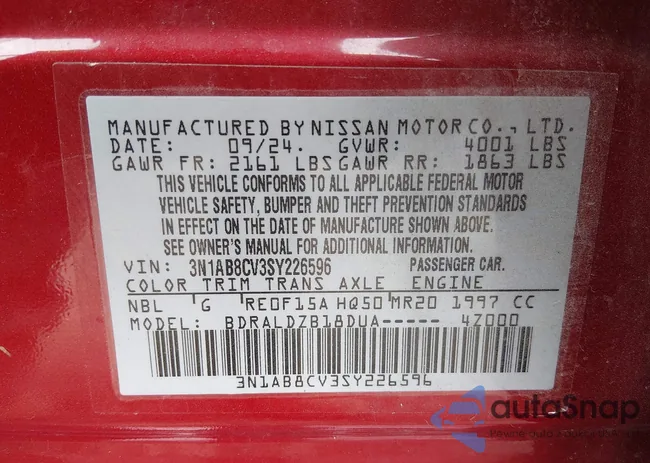 MANUFACTURED BY NISSAN MOTOR CO., LTD.
DATE: 09/24. GVWR: 4001 LBS
GAWR FR: 2161 LBS GAWR RR: 1863 LBS
THIS VEHICLE CONFORMS TO ALL APPLICABLE FEDERAL MOTOR
VEHICLE SAFETY, BUMPER AND THEFT PREVENTION STANDARDS
IN EFFECT ON THE DATE OF MANUFACTURE SHOWN ABOVE.
SEE OWNER'S MANUAL FOR ADDITIONAL INFORMATION.
VIN: 3N1AB8CV3SY226596 PASSENGER CAR.
COLOR TRIM TRANS AXLE ENGINE
NBL G RE0F15A HQ50 MR20 1997 CC
MODEL: BDRALDZB18DUA----- 4Z000
3N1AB8CV3SY226596
autoSnap
Pewne auto z dostawą